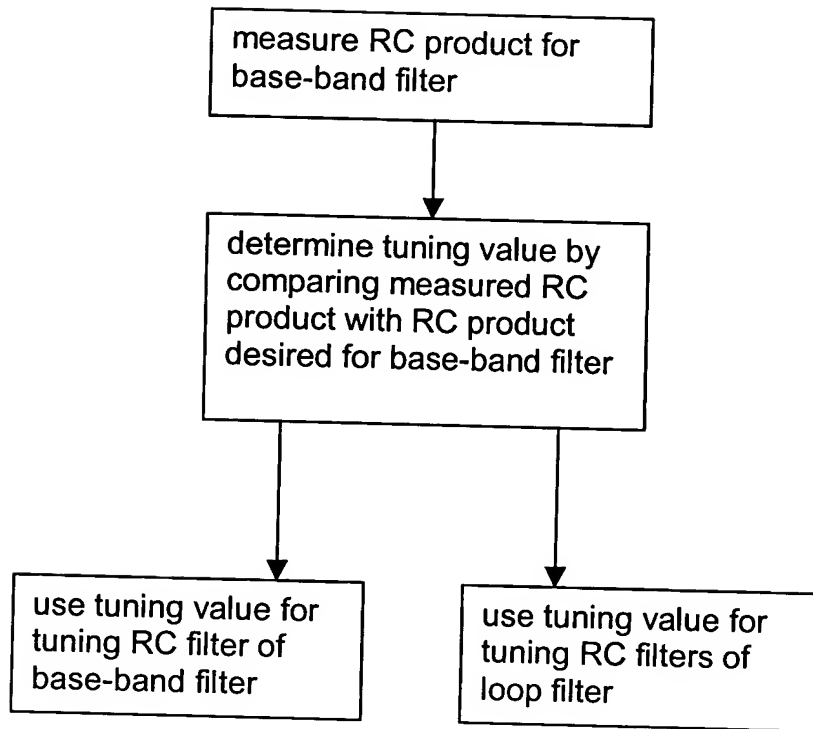 measure RC product for
base-band filter
determine tuning value by
comparing measured RC
product with RC product
desired for base-band filter
use tuning value for
tuning RC filter of
base-band filter
use tuning value for
tuning RC filters of
loop filter